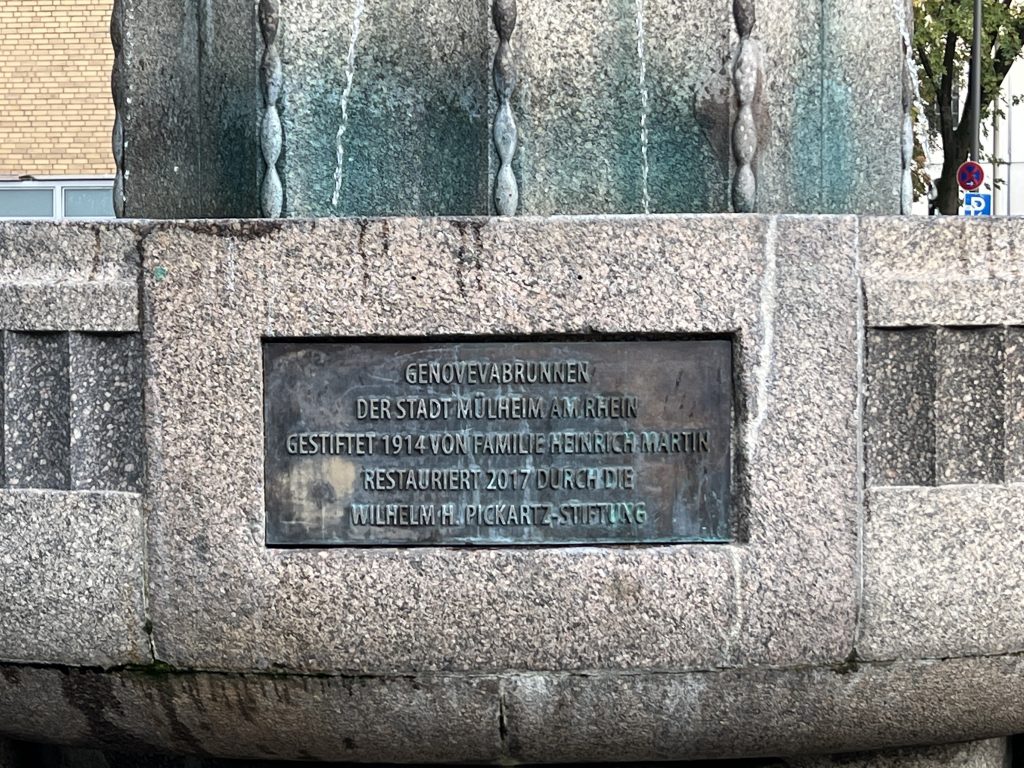 GENOVEVABRUNNEN
DER STADT MÜLHEIM AM RHEIN
GESTIFTET 1914 VON FAMILIE HEINRICH MARTIN
RESTAURIERT 2017 DURCH DIE
WILHELM H. PICKARTZ-STIFTUNG
P